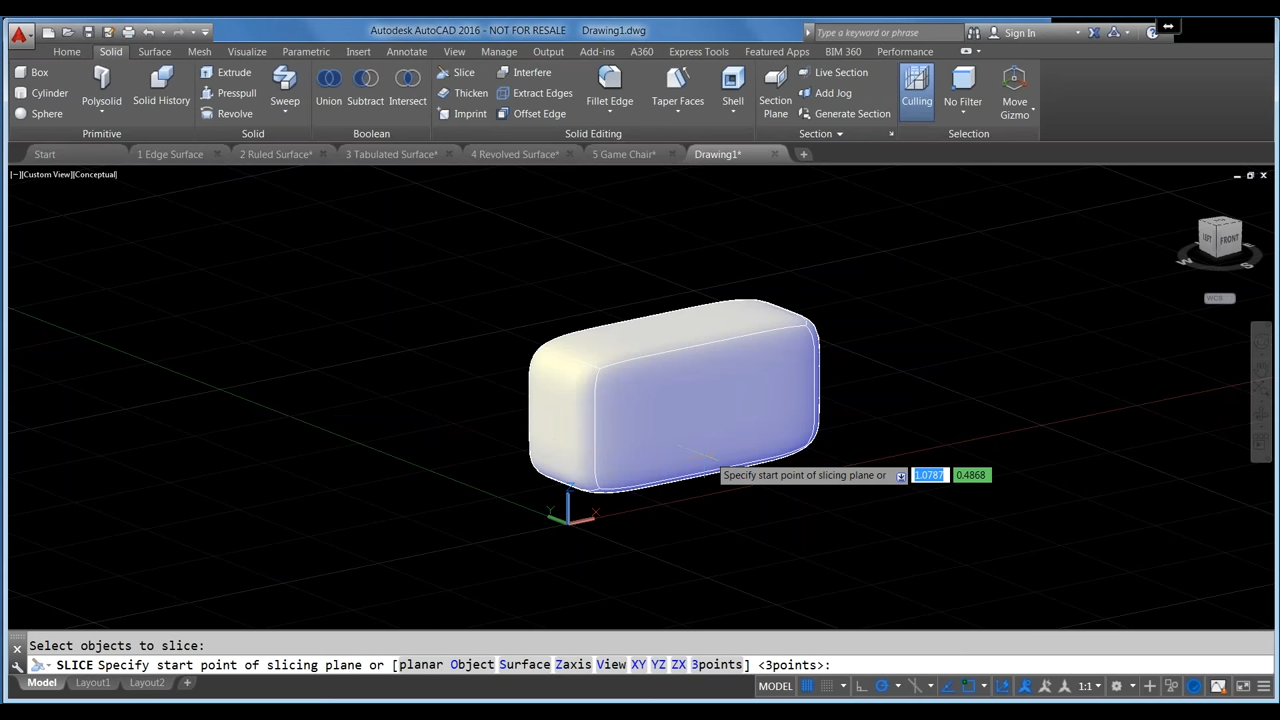 Autodesk AutoCAD 2016 - NOT FOR RESALE Drawing1.dwg
Type a keyword or phrase
Sign In
Home Solid Surface Mesh Visualize Parametric Insert Annotate View Manage Output Add-ins A360 Express Tools Featured Apps BIM 360 Performance
Box
Cylinder
Sphere
Polysolid
Solid History
Primitive
Extrude
Presspull
Revolve
Sweep
Solid
Union Subtract Intersect
Boolean
Slice
Thicken
Imprint
Interfere
Extract Edges
Offset Edge
Fillet Edge
Taper Faces
Shell
Solid Editing
Section
Plane
Live Section
Add Jog
Generate Section
Section
Culling
No Filter
Move
Gizmo
Selection
Start 1 Edge Surface 2 Ruled Surface* 3 Tabulated Surface* 4 Revolved Surface* 5 Game Chair* Drawing1*
[−][Custom View][Conceptual]
TOP
LEFT FRONT
W S
WCS
Specify start point of slicing plane or 1.0787 0.4868
Y X
Select objects to slice:
SLICE Specify start point of slicing plane or [planar Object Surface Zaxis View XY YZ ZX 3points] <3points>:
Model Layout1 Layout2 +
MODEL 1:1